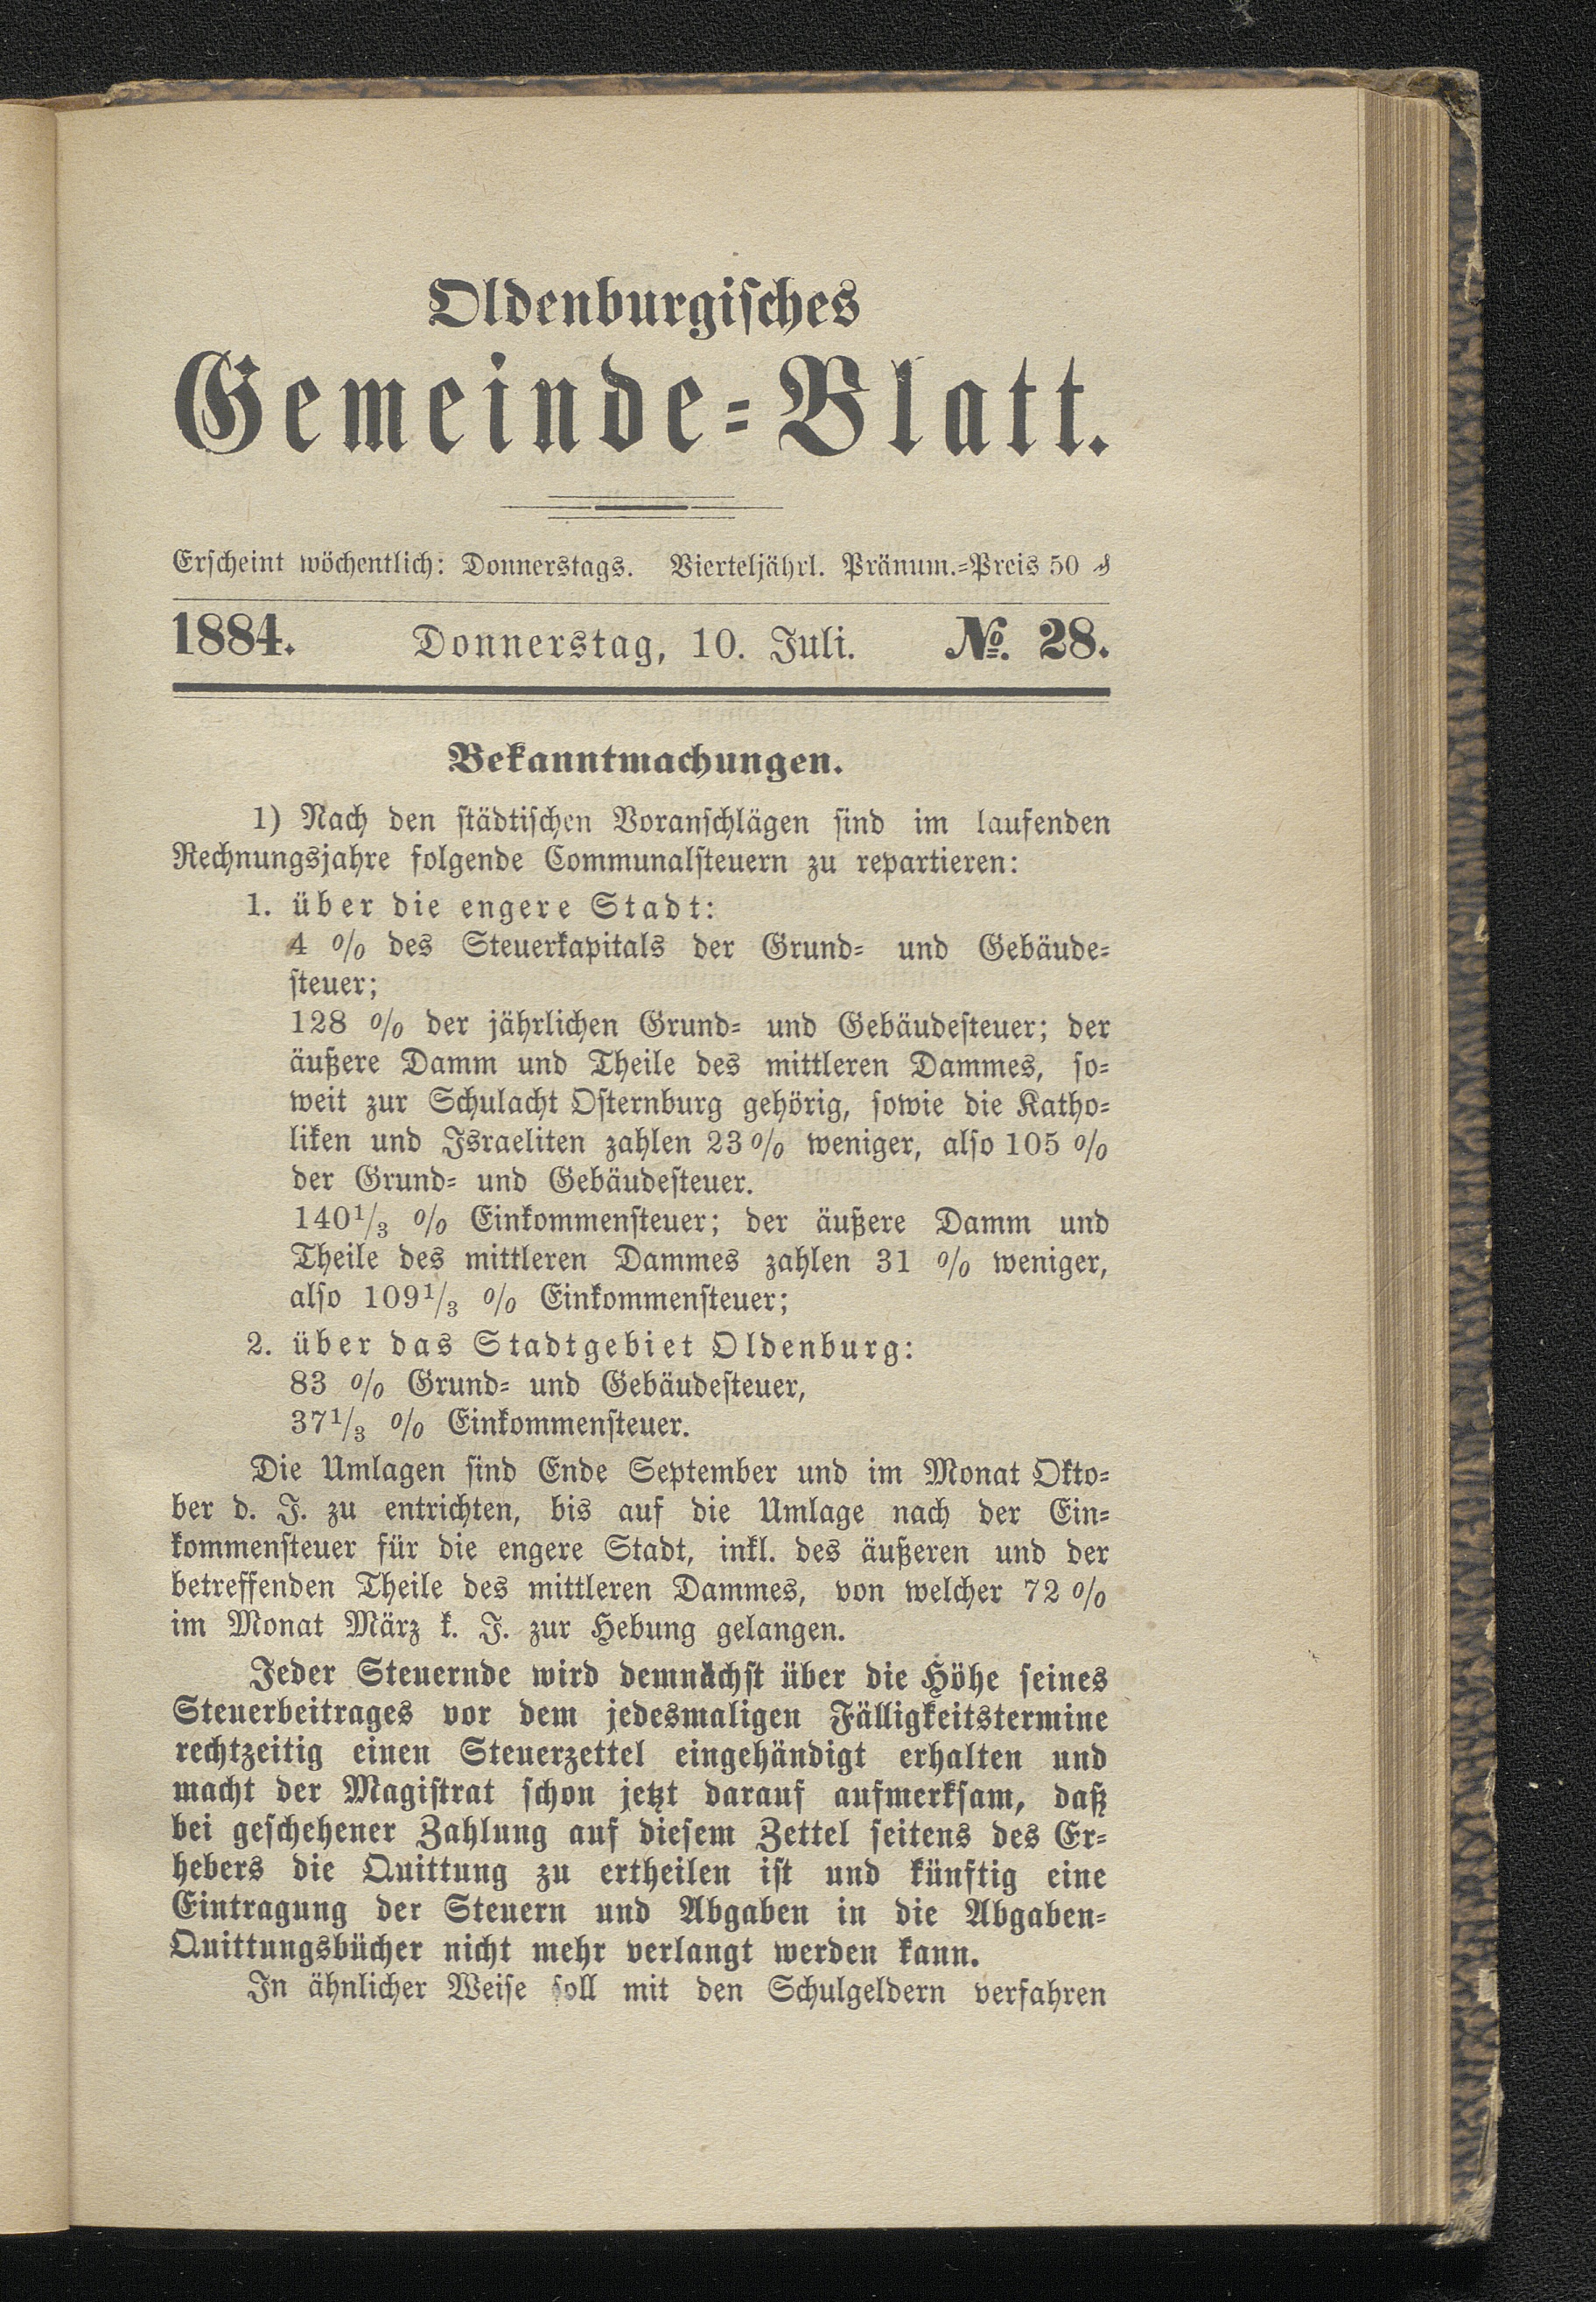 Oldenburgisches
Gemeinde-Blatt.
Erscheint wöchentlich: Donnerstags. Vierteljährl. Pränum.-Preis 50 ₰
1884. Donnerstag, 10. Juli. №. 28.
Bekanntmachungen.
1) Nach den städtischen Voranschlägen sind im laufenden
Rechnungsjahre folgende Communalsteuern zu repartieren:
1. über die engere Stadt:
4 % des Steuerkapitals der Grund- und Gebäude-
steuer;
128 % der jährlichen Grund- und Gebäudesteuer; der
äußere Damm und Theile des mittleren Dammes, so-
weit zur Schulacht Osternburg gehörig, sowie die Katho-
liken und Israeliten zahlen 23 % weniger, also 105 %
der Grund- und Gebäudesteuer.
140 1/3 % Einkommensteuer; der äußere Damm und
Theile des mittleren Dammes zahlen 31 % weniger,
also 109 1/3 % Einkommensteuer;
2. über das Stadtgebiet Oldenburg:
83 % Grund- und Gebäudesteuer,
37 1/3 % Einkommensteuer.
Die Umlagen sind Ende September und im Monat Okto-
ber d. J. zu entrichten, bis auf die Umlage nach der Ein-
kommensteuer für die engere Stadt, inkl. des äußeren und der
betreffenden Theile des mittleren Dammes, von welcher 72 %
im Monat März k. J. zur Hebung gelangen.
Jeder Steuernde wird demnächst über die Höhe seines
Steuerbeitrages vor dem jedesmaligen Fälligkeitstermine
rechtzeitig einen Steuerzettel eingehändigt erhalten und
macht der Magistrat schon jetzt darauf aufmerksam, daß
bei geschehener Zahlung auf diesem Zettel seitens des Er-
hebers die Quittung zu ertheilen ist und künftig eine
Eintragung der Steuern und Abgaben in die Abgaben-
Quittungsbücher nicht mehr verlangt werden kann.
In ähnlicher Weise soll mit den Schulgeldern verfahren